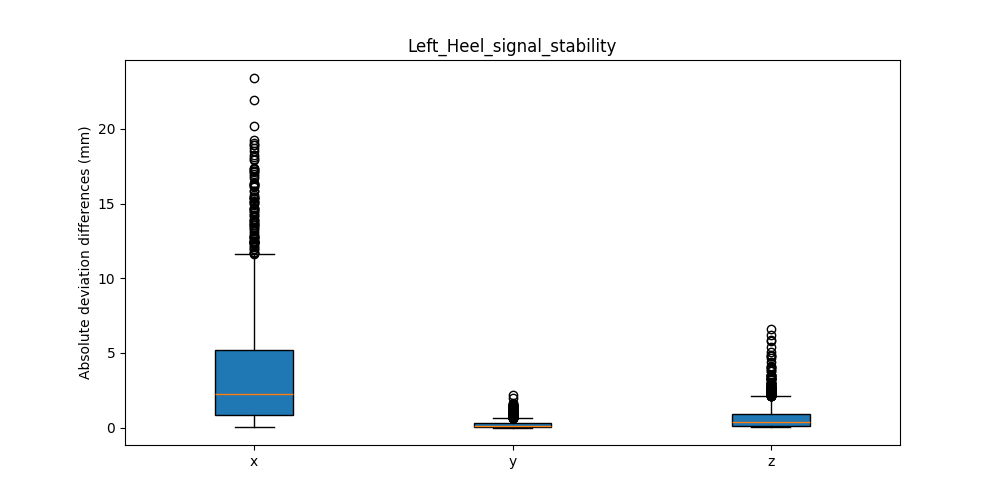 Left_Heel_signal_stability
Absolute deviation differences (mm)
20
15
10
5
0
x y z